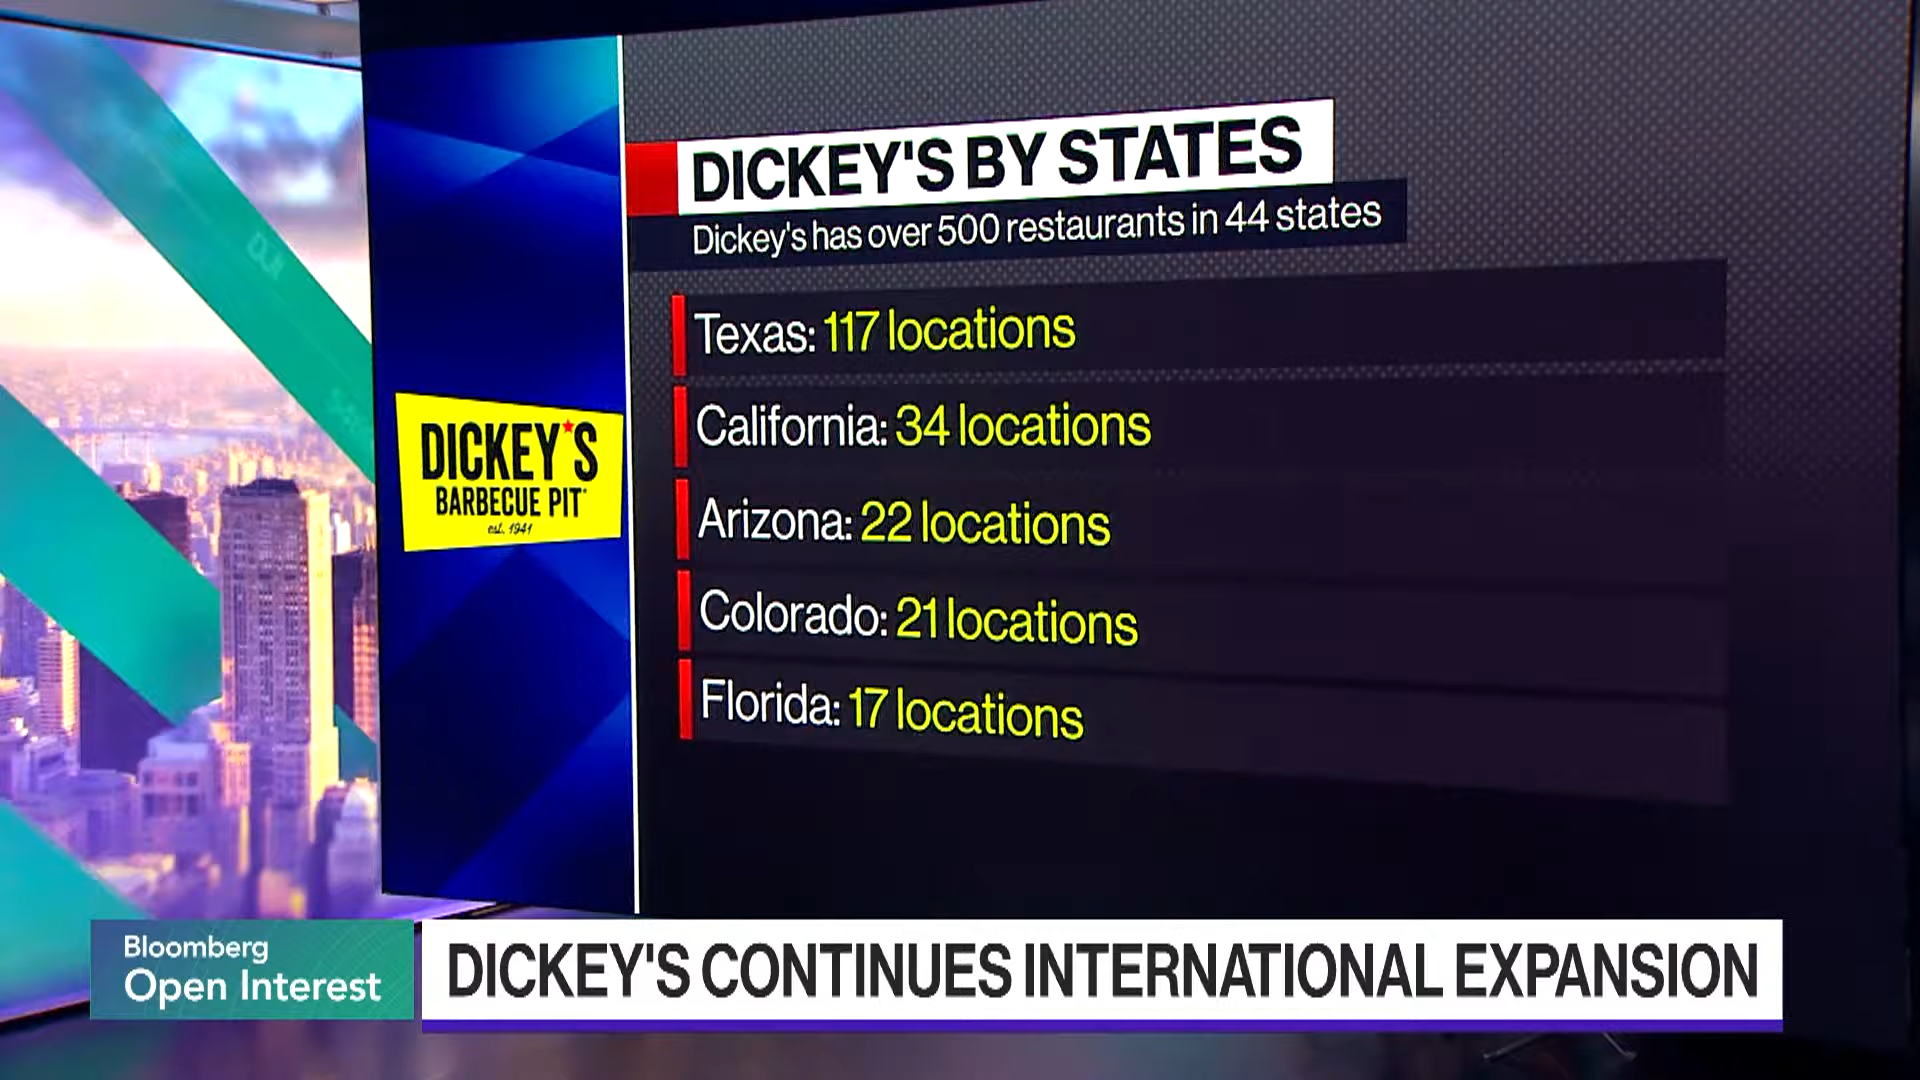 DICKEY'S BY STATES
Dickey's has over 500 restaurants in 44 states
Texas: 117 locations
California: 34 locations
Arizona: 22 locations
Colorado: 21 locations
Florida: 17 locations
DICKEY'S
BARBECUE PIT
est. 1941
Bloomberg
Open Interest
DICKEY'S CONTINUES INTERNATIONAL EXPANSION